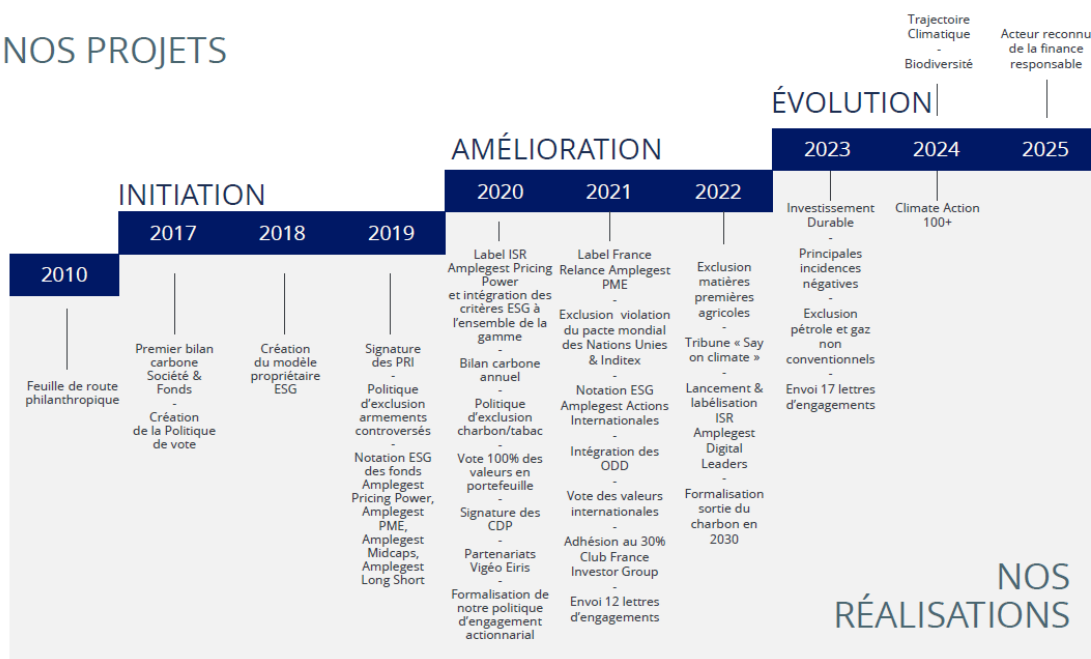 NOS PROJETS
Trajectoire
Climatique
-
Biodiversité
Acteur reconnu
de la finance
responsable
ÉVOLUTION
2023
2024
2025
AMÉLIORATION
2020
2021
2022
INITIATION
2017
2018
2019
2010
Feuille de route
philanthropique
Premier bilan
carbone
Société &
Fonds
-
Création
de la Politique
de vote
Création
du modèle
propriétaire
ESG
Signature
des PRI
-
Politique
d'exclusion
armements
controversés
-
Notation ESG
des fonds
Amplegest
Pricing Power,
Amplegest
PME,
Amplegest
Midcaps,
Amplegest
Long Short
Label ISR
Amplegest Pricing
Power
et intégration des
critères ESG à
l'ensemble de la
gamme
-
Bilan carbone
annuel
-
Politique
d'exclusion
charbon/tabac
-
Vote 100% des
valeurs en
portefeuille
-
Signature des
CDP
-
Partenariats
Vigéo Eiris
-
Formalisation de
notre politique
d'engagement
actionnarial
Label France
Relance Amplegest
PME
-
Exclusion violation
du pacte mondial
des Nations Unies
& Inditex
-
Notation ESG
Amplegest Actions
Internationales
-
Intégration des
ODD
-
Vote des valeurs
internationales
-
Adhésion au 30%
Club France
Investor Group
-
Envoi 12 lettres
d'engagements
Exclusion
matières
premières
agricoles
-
Tribune « Say
on climate »
-
Lancement &
labélisation
ISR
Amplegest
Digital
Leaders
-
Formalisation
sortie du
charbon en
2030
Investissement
Durable
-
Principales
incidences
négatives
-
Exclusion
pétrole et gaz
non
conventionnels
-
Envoi 17 lettres
d'engagements
Climate Action
100+
NOS
RÉALISATIONS